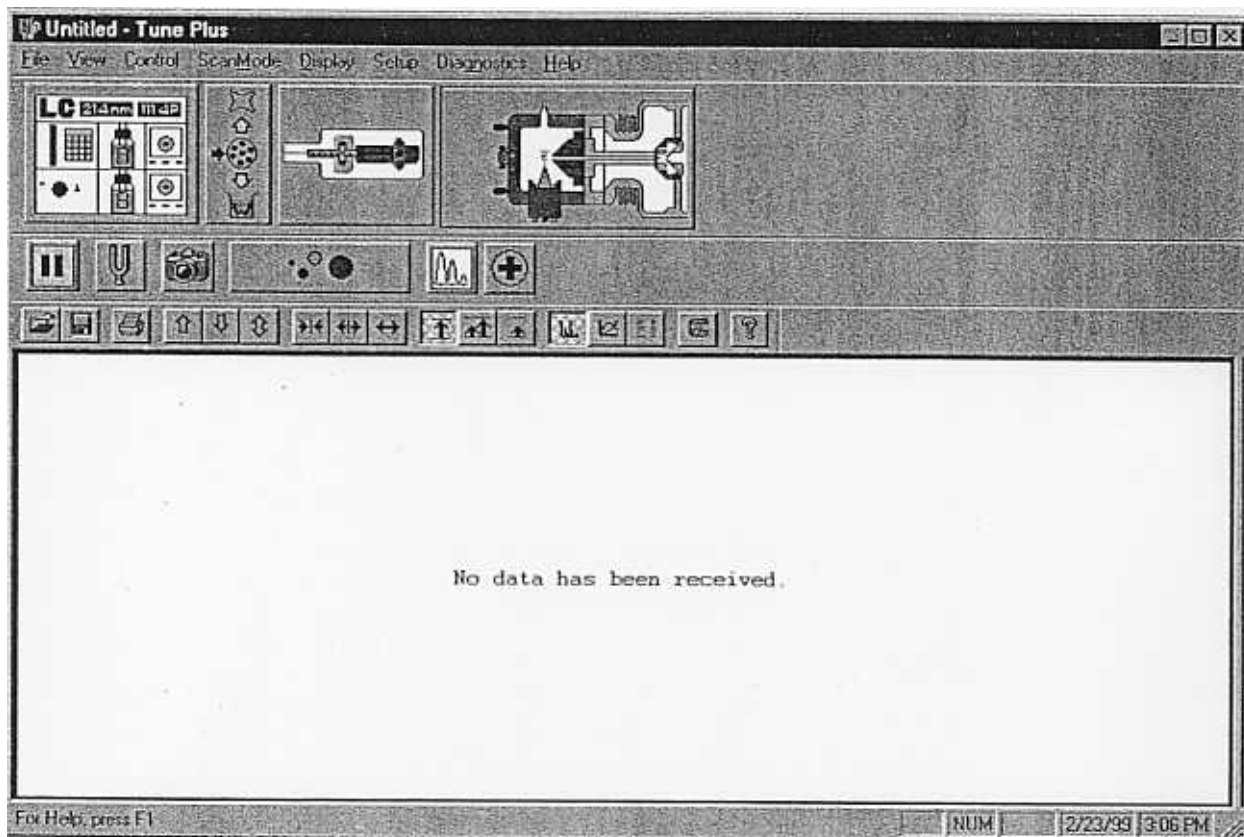 Untitled - Tune Plus
File View Control ScanMode Display Setup Diagnostics Help
LC 214nm
No data has been received.
For Help, press F1
NUM
2/23/99 3:06 PM